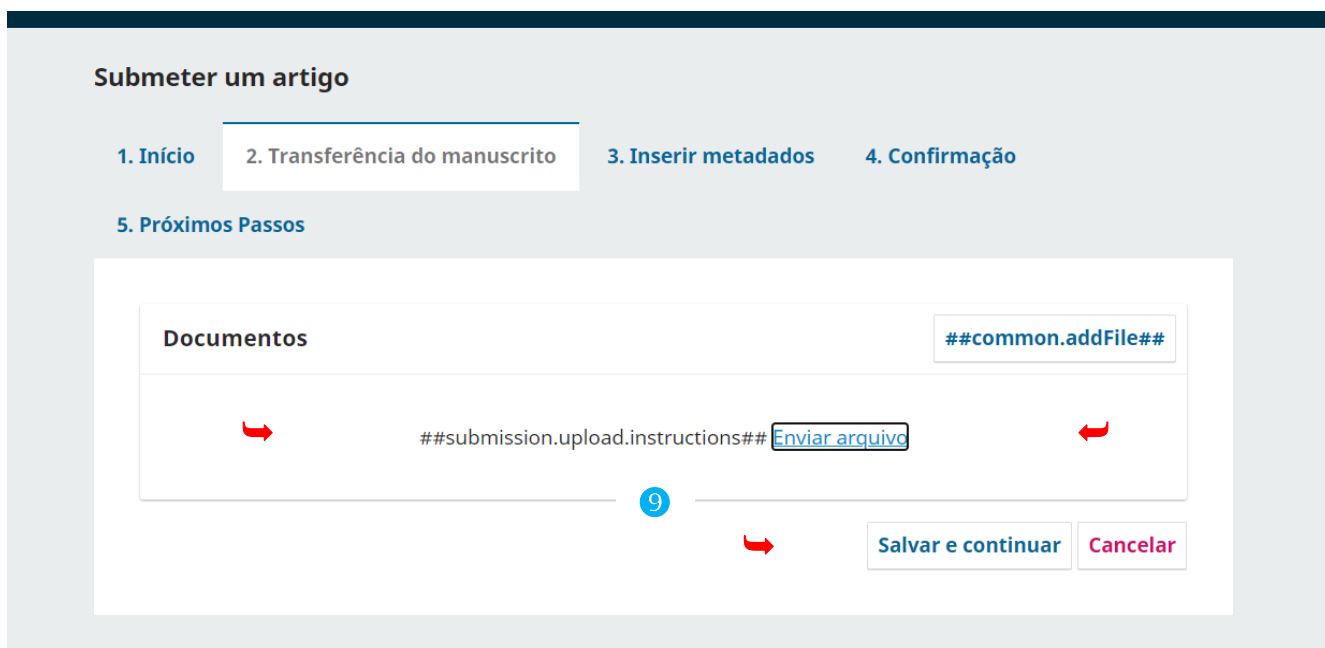 Submeter um artigo
1. Início 2. Transferência do manuscrito 3. Inserir metadados 4. Confirmação
5. Próximos Passos
Documentos ##common.addFile##
##submission.upload.instructions## Enviar arquivo
9
Salvar e continuar Cancelar